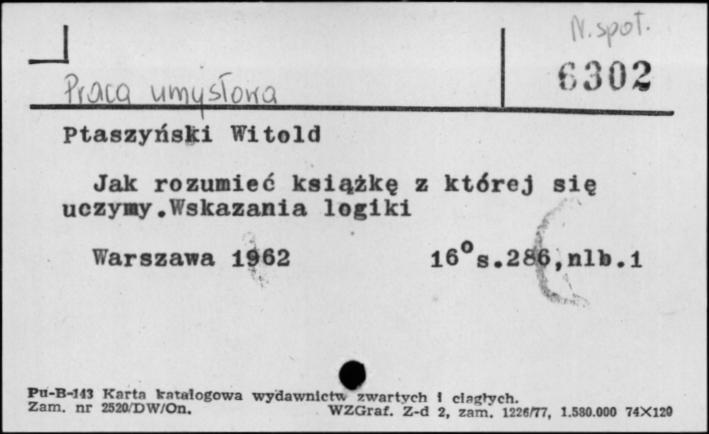 N. społ.
6302
Praca umysłowa
Ptaszyński Witold
Jak rozumieć książkę z której się
uczymy.Wskazania logiki
Warszawa 1962 16° s.286,nlb.1
Pu-B-143 Karta katalogowa wydawnictw zwartych i ciągłych.
Zam. nr 2520/DW/On. WZGraf. Z-d 2, zam. 1226/77, 1.580.000 74X120